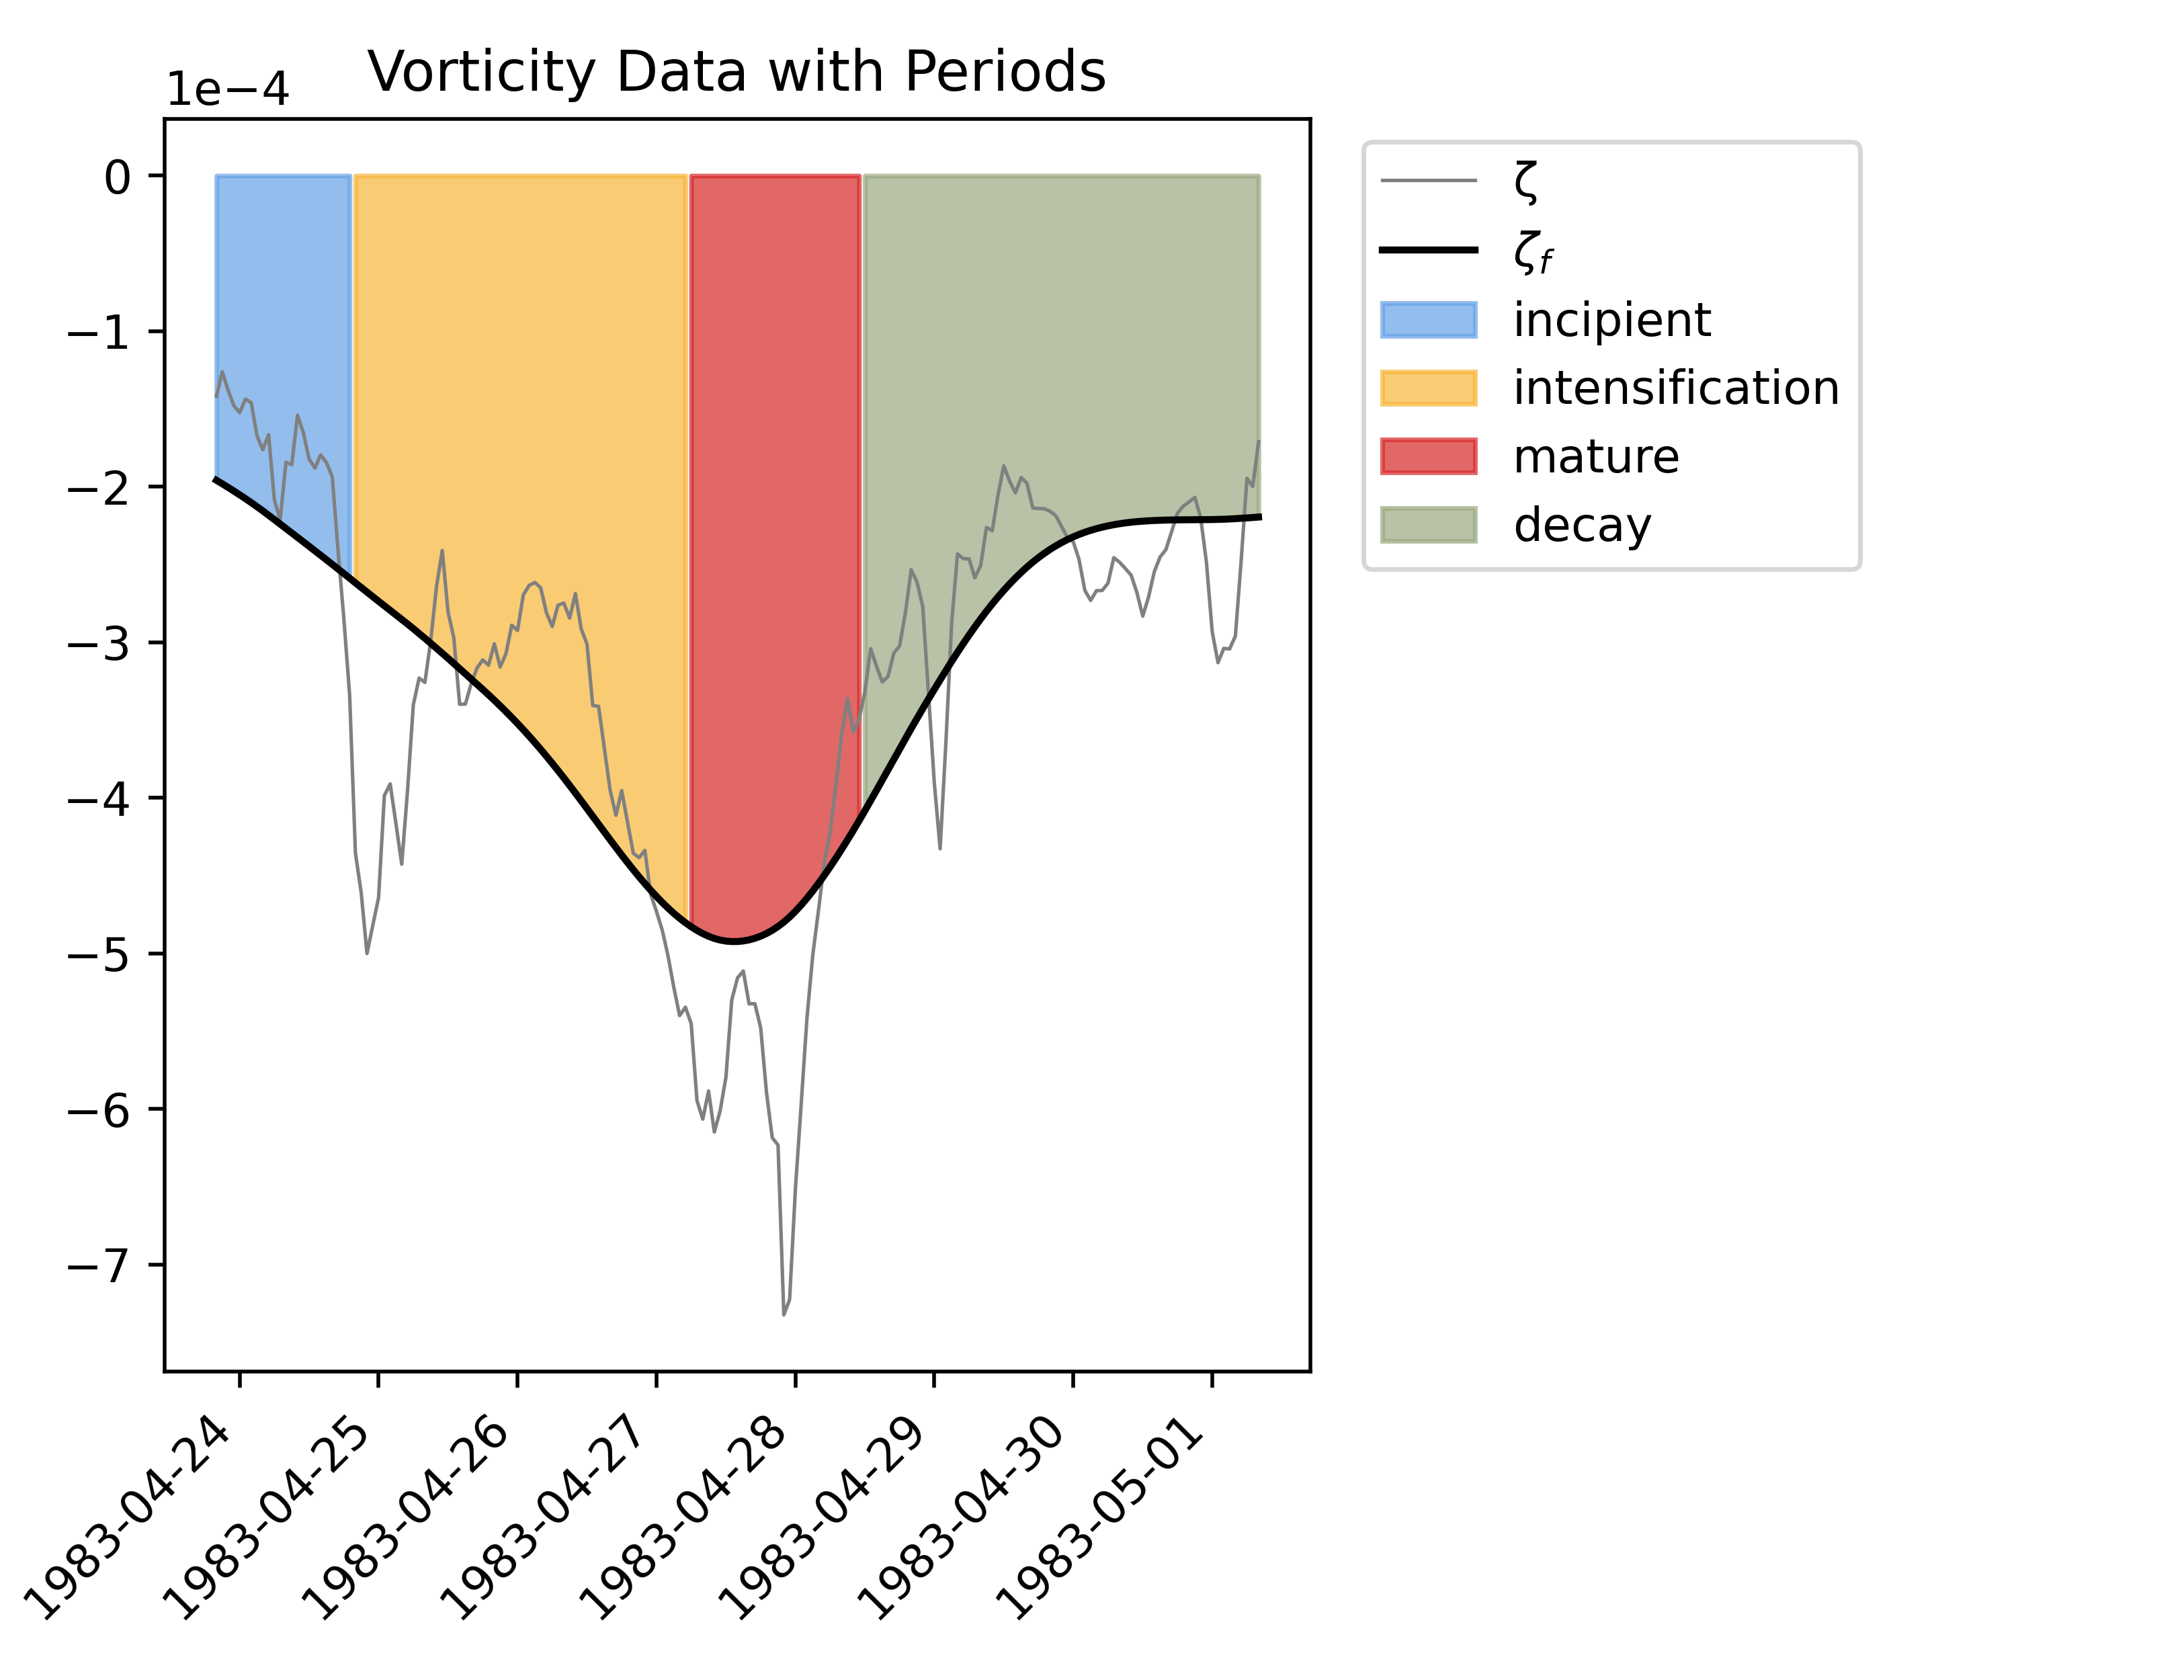 Vorticity Data with Periods
1e−4
0
−1
−2
−3
−4
−5
−6
−7
1983-04-24
1983-04-25
1983-04-26
1983-04-27
1983-04-28
1983-04-29
1983-04-30
1983-05-01
ζ
ζf
incipient
intensification
mature
decay